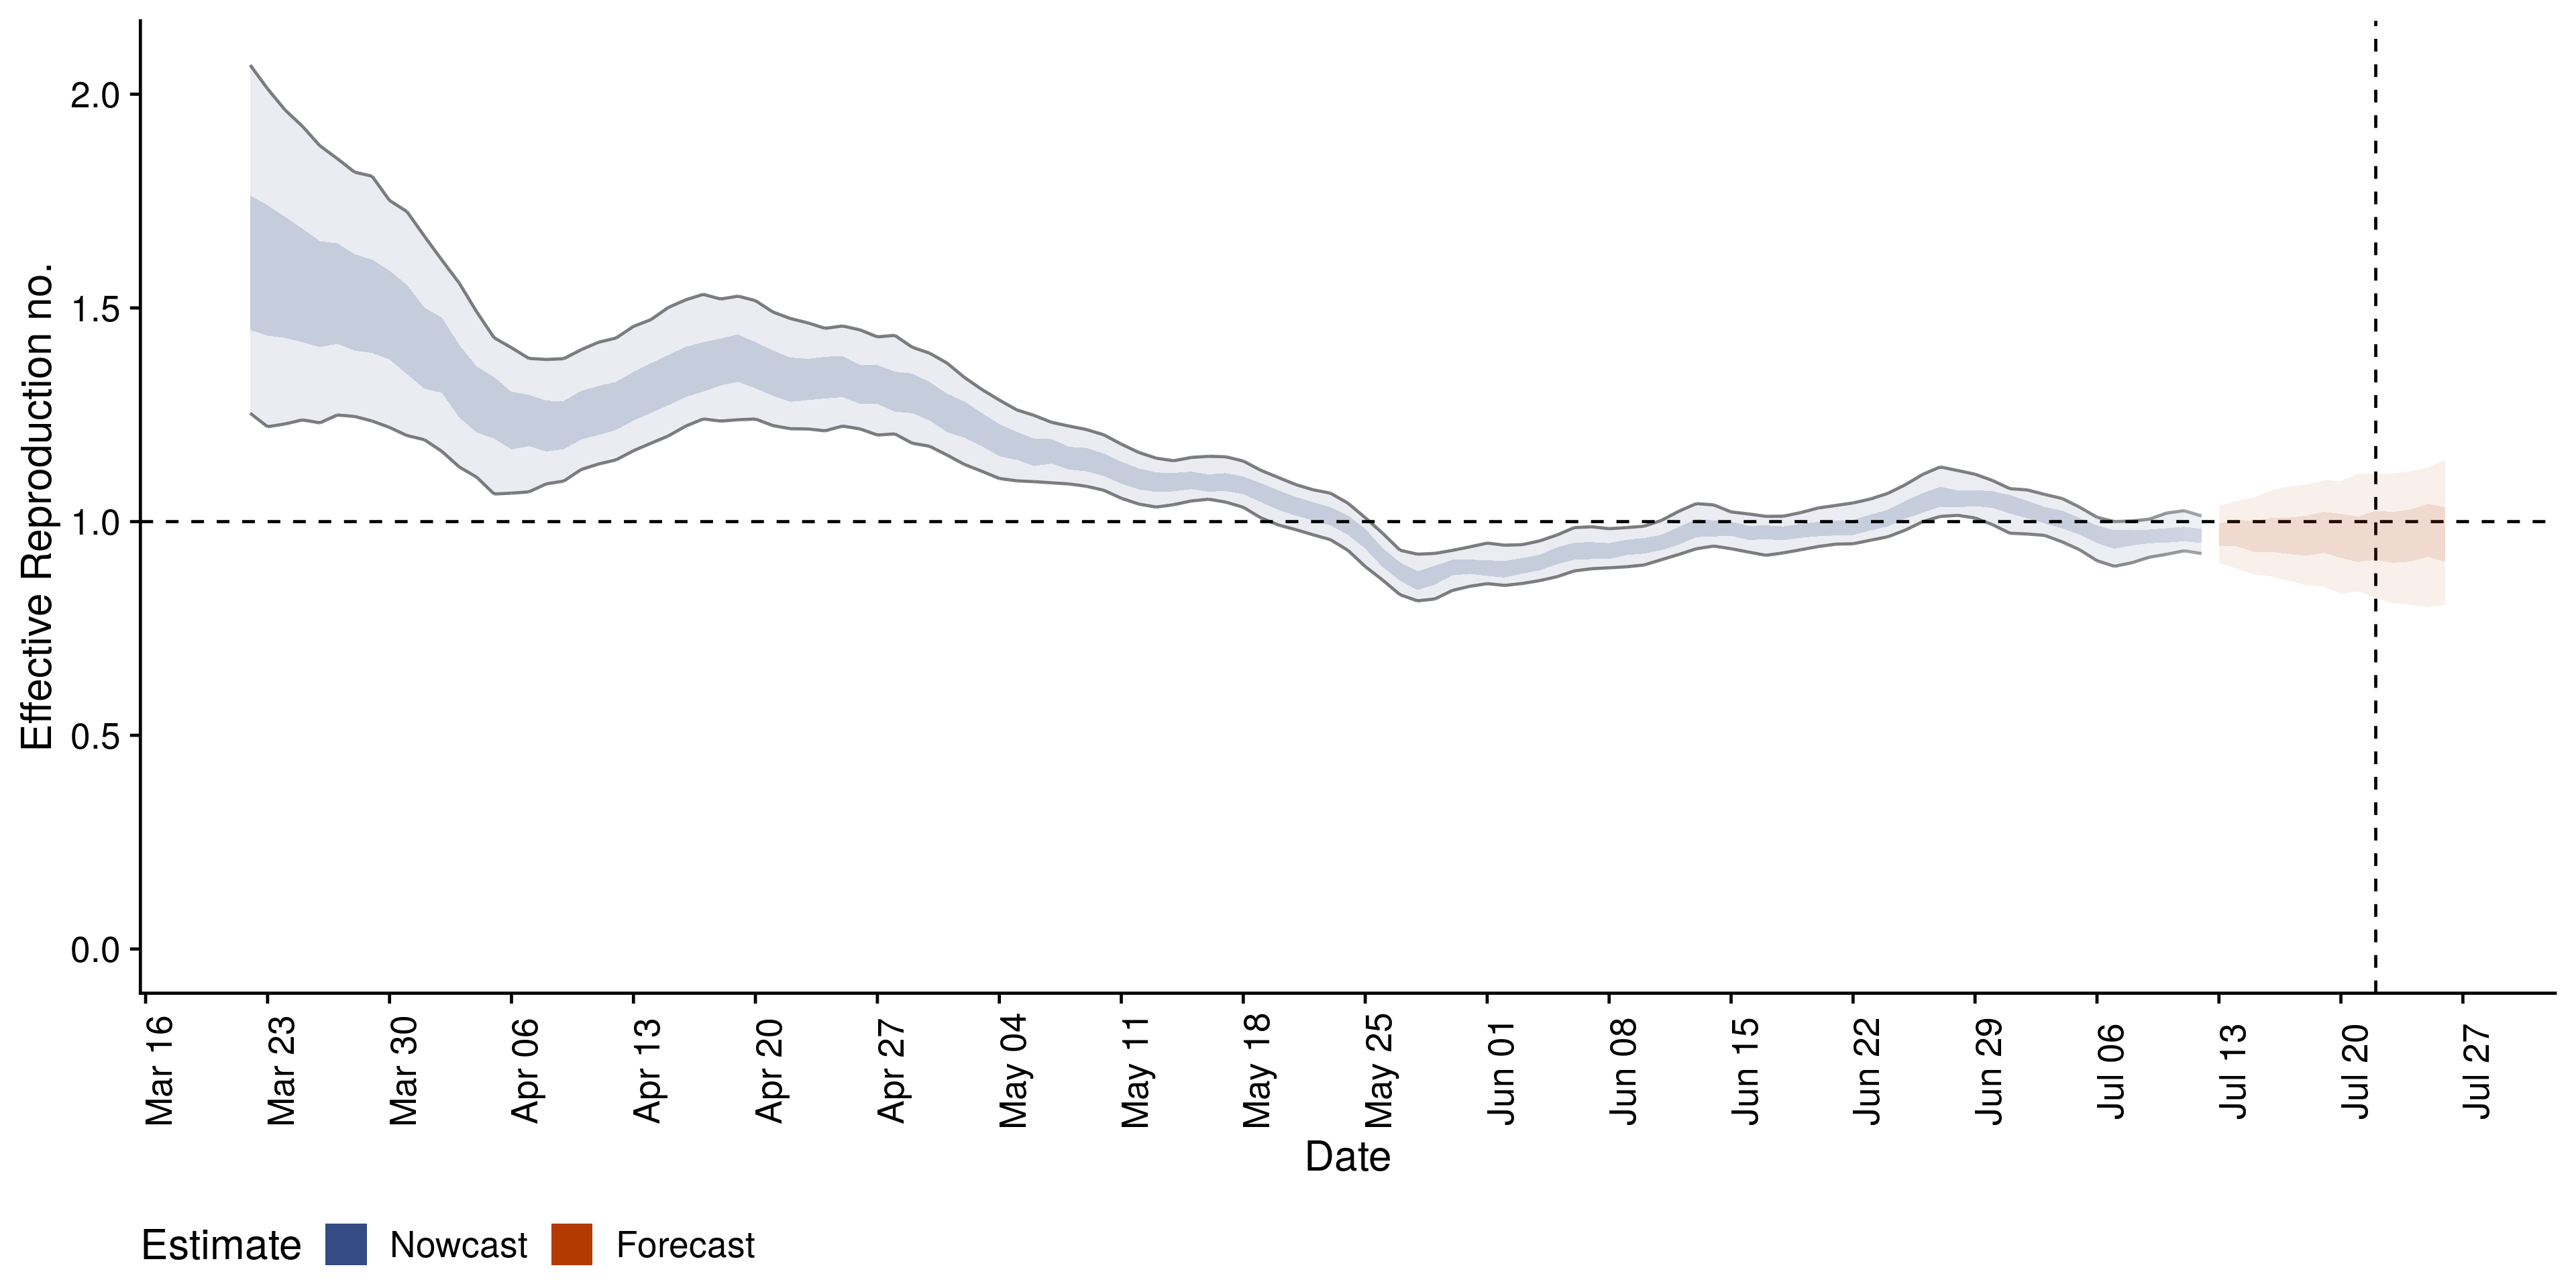 Effective Reproduction no.
2.0
1.5
1.0
0.5
0.0
Mar 16
Mar 23
Mar 30
Apr 06
Apr 13
Apr 20
Apr 27
May 04
May 11
May 18
May 25
Jun 01
Jun 08
Jun 15
Jun 22
Jun 29
Jul 06
Jul 13
Jul 20
Jul 27
Date
Estimate Nowcast Forecast